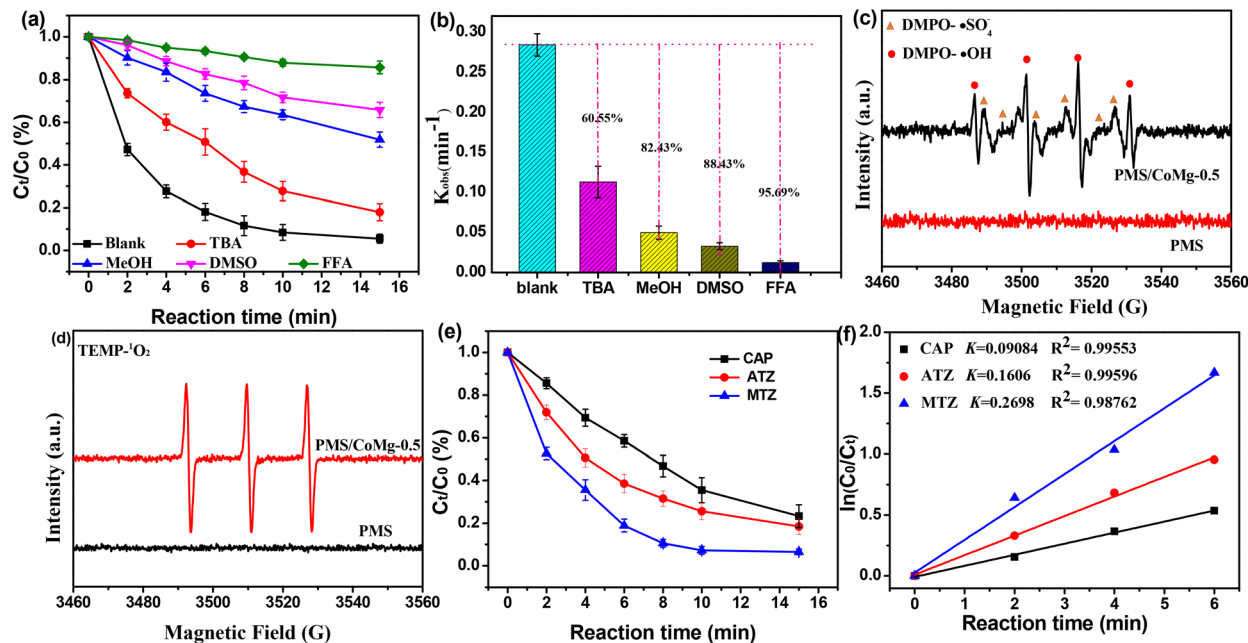 (a)
1.0
0.8
0.6
0.4
0.2
0.0
Cₜ/C₀ (%)
Blank
TBA
MeOH
DMSO
FFA
0 2 4 6 8 10 12 14 16
Reaction time (min)
(b)
0.30
0.25
0.20
0.15
0.10
0.05
0.00
K_obs(min⁻¹)
60.55%
82.43%
88.43%
95.69%
blank TBA MeOH DMSO FFA
(c)
DMPO- •SO₄⁻
DMPO- •OH
Intensity (a.u.)
PMS/CoMg-0.5
PMS
3460 3480 3500 3520 3540 3560
Magnetic Field (G)
(d)
TEMP-¹O₂
Intensity (a.u.)
PMS/CoMg-0.5
PMS
3460 3480 3500 3520 3540 3560
Magnetic Field (G)
(e)
1.0
0.8
0.6
0.4
0.2
0.0
Cₜ/C₀ (%)
CAP
ATZ
MTZ
0 2 4 6 8 10 12 14 16
Reaction time (min)
(f)
2.0
1.5
1.0
0.5
0.0
ln(C₀/Cₜ)
CAP K=0.09084 R²= 0.99553
ATZ K=0.1606 R²= 0.99596
MTZ K=0.2698 R²= 0.98762
0 1 2 3 4 5 6
Reaction time (min)